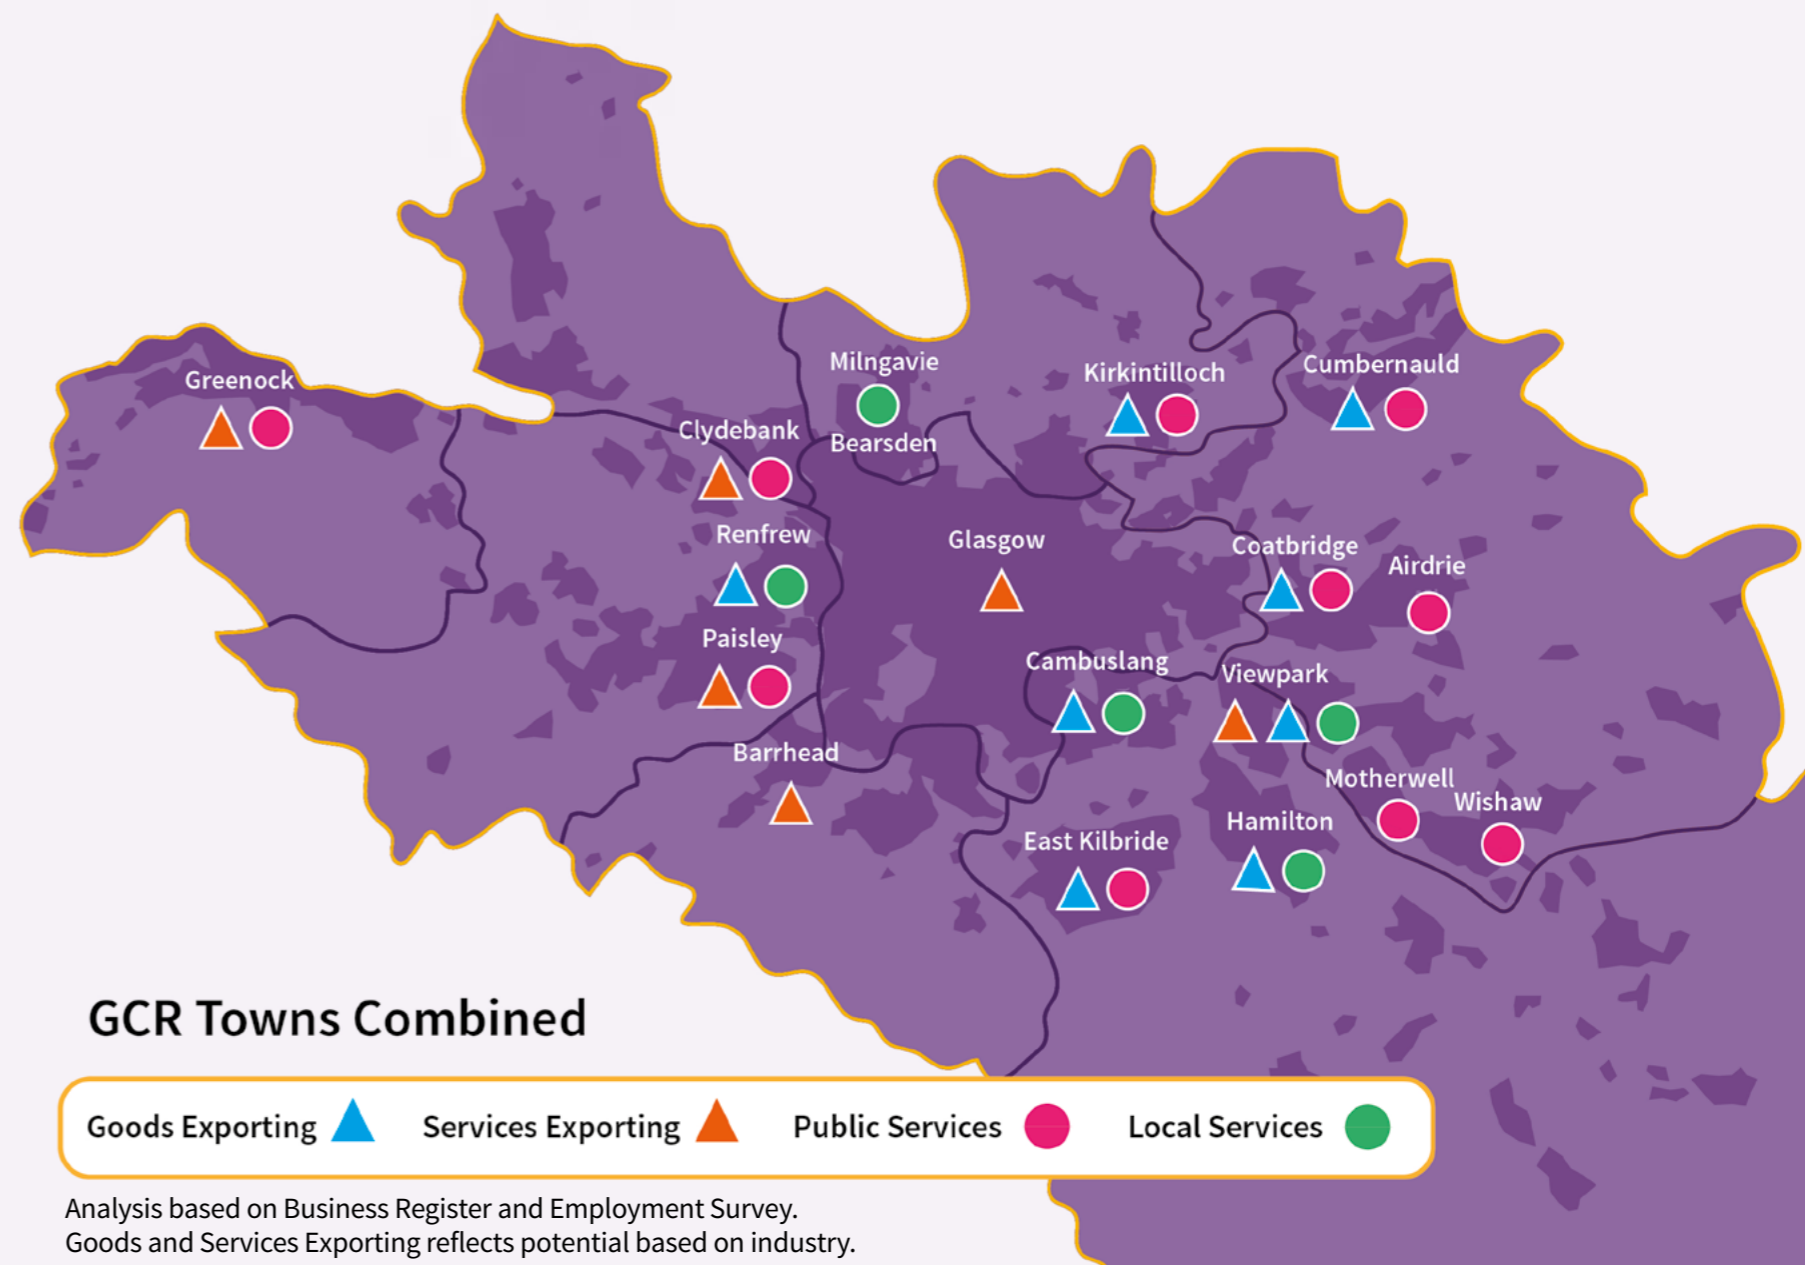 Milngavie
Kirkintilloch
Cumbernauld
Greenock
Clydebank
Bearsden
Renfrew
Glasgow
Coatbridge
Airdrie
Paisley
Cambuslang
Viewpark
Barrhead
Motherwell
Wishaw
East Kilbride
Hamilton
GCR Towns Combined
Goods Exporting
Services Exporting
Public Services
Local Services
Analysis based on Business Register and Employment Survey.
Goods and Services Exporting reflects potential based on industry.